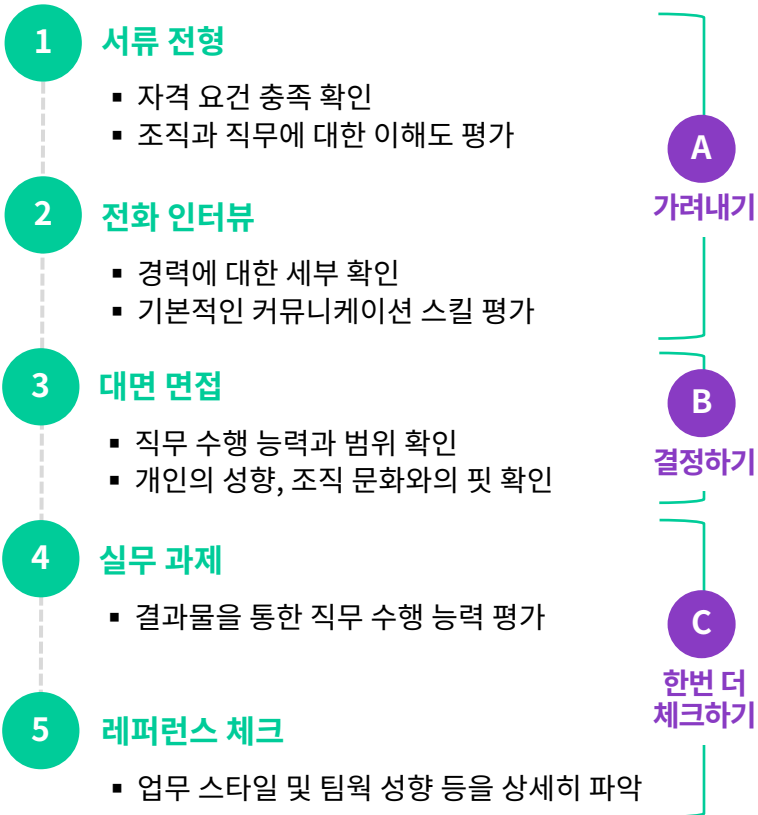 1 서류 전형
▪ 자격 요건 충족 확인
▪ 조직과 직무에 대한 이해도 평가
A
가려내기
2 전화 인터뷰
▪ 경력에 대한 세부 확인
▪ 기본적인 커뮤니케이션 스킬 평가
3 대면 면접
▪ 직무 수행 능력과 범위 확인
▪ 개인의 성향, 조직 문화와의 핏 확인
B
결정하기
4 실무 과제
▪ 결과물을 통한 직무 수행 능력 평가
C
한번 더
체크하기
5 레퍼런스 체크
▪ 업무 스타일 및 팀웍 성향 등을 상세히 파악